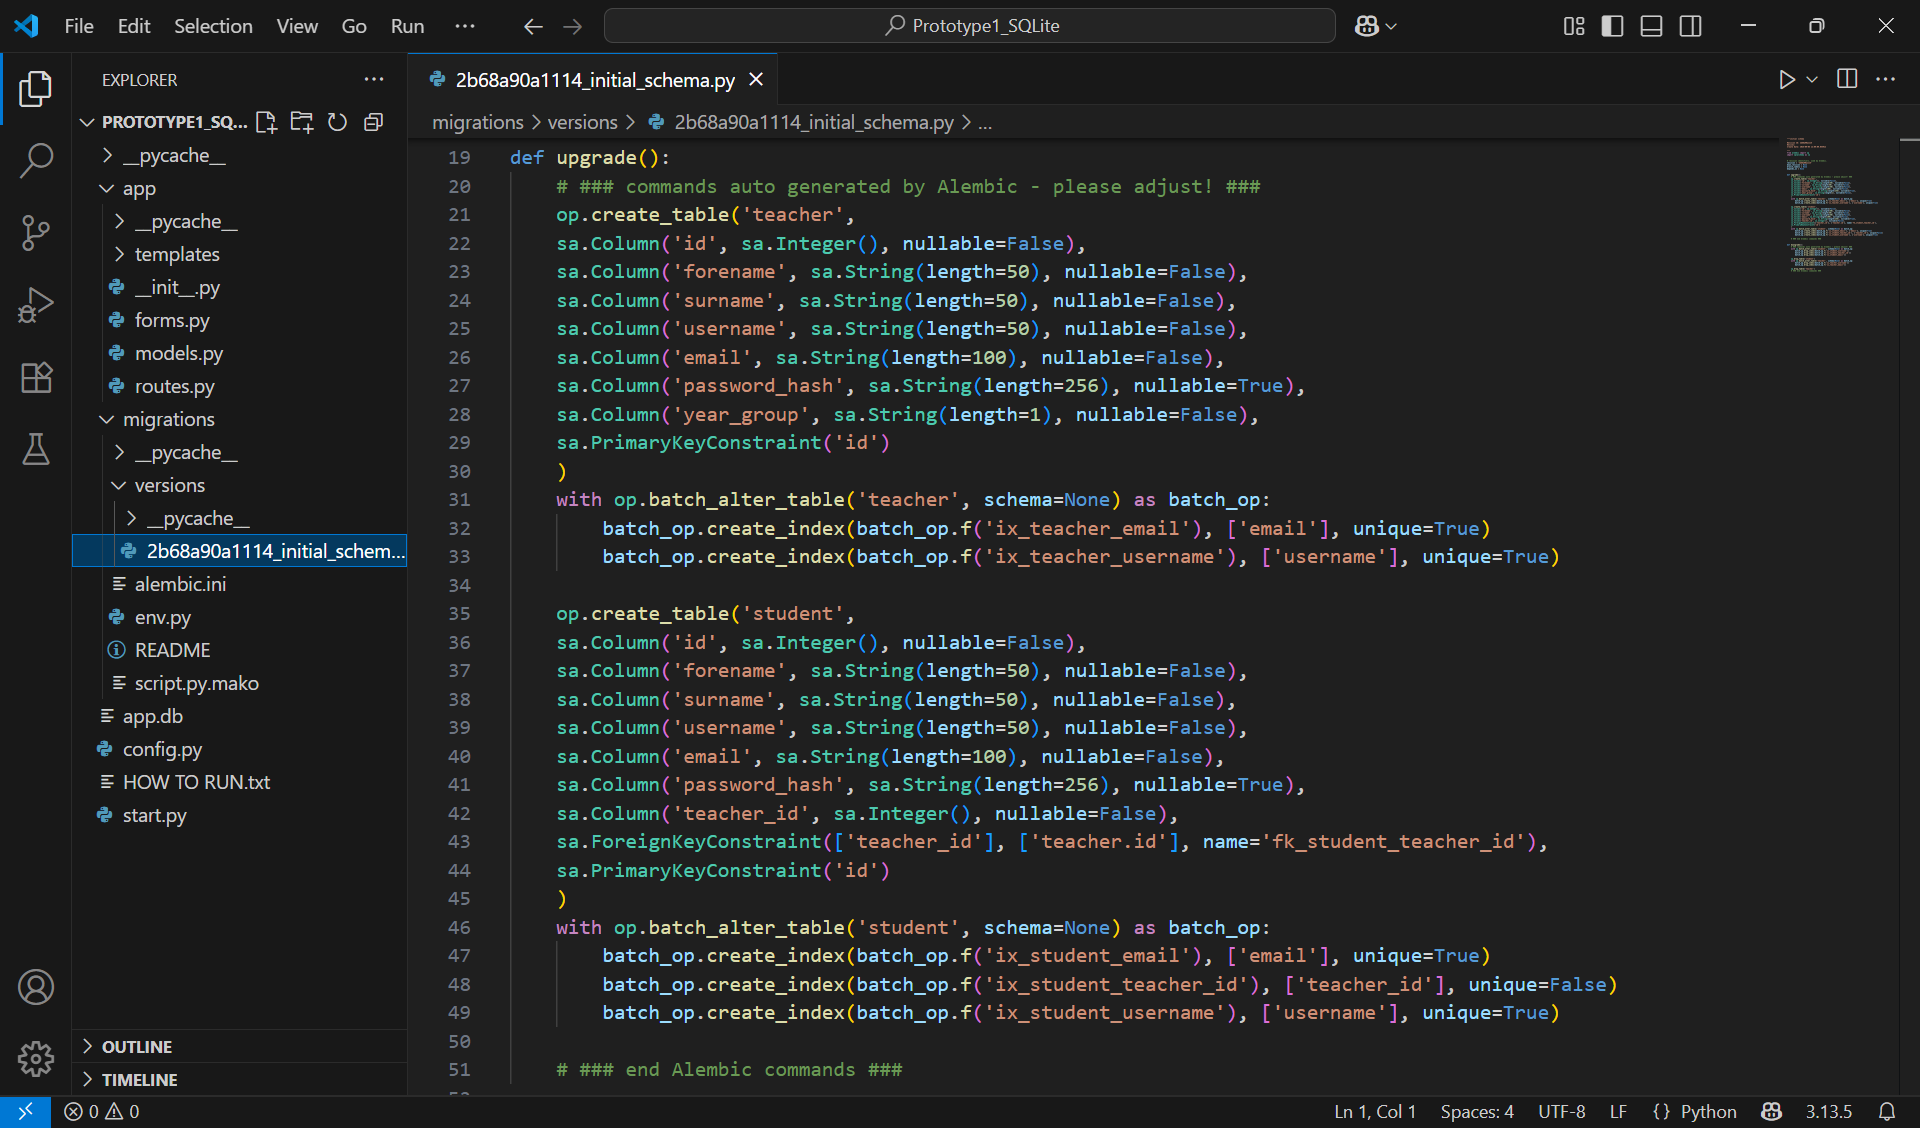 File Edit Selection View Go Run ... Prototype1_SQLite
EXPLORER ...
PROTOTYPE1_SQ...
__pycache__
app
__pycache__
templates
__init__.py
forms.py
models.py
routes.py
migrations
__pycache__
versions
__pycache__
2b68a90a1114_initial_schem...
alembic.ini
env.py
README
script.py.mako
app.db
config.py
HOW TO RUN.txt
start.py
OUTLINE
TIMELINE
2b68a90a1114_initial_schema.py
migrations > versions > 2b68a90a1114_initial_schema.py > ...
19 def upgrade():
20     # ### commands auto generated by Alembic - please adjust! ###
21     op.create_table('teacher',
22     sa.Column('id', sa.Integer(), nullable=False),
23     sa.Column('forename', sa.String(length=50), nullable=False),
24     sa.Column('surname', sa.String(length=50), nullable=False),
25     sa.Column('username', sa.String(length=50), nullable=False),
26     sa.Column('email', sa.String(length=100), nullable=False),
27     sa.Column('password_hash', sa.String(length=256), nullable=True),
28     sa.Column('year_group', sa.String(length=1), nullable=False),
29     sa.PrimaryKeyConstraint('id')
30     )
31     with op.batch_alter_table('teacher', schema=None) as batch_op:
32         batch_op.create_index(batch_op.f('ix_teacher_email'), ['email'], unique=True)
33         batch_op.create_index(batch_op.f('ix_teacher_username'), ['username'], unique=True)
34
35     op.create_table('student',
36     sa.Column('id', sa.Integer(), nullable=False),
37     sa.Column('forename', sa.String(length=50), nullable=False),
38     sa.Column('surname', sa.String(length=50), nullable=False),
39     sa.Column('username', sa.String(length=50), nullable=False),
40     sa.Column('email', sa.String(length=100), nullable=False),
41     sa.Column('password_hash', sa.String(length=256), nullable=True),
42     sa.Column('teacher_id', sa.Integer(), nullable=False),
43     sa.ForeignKeyConstraint(['teacher_id'], ['teacher.id'], name='fk_student_teacher_id'),
44     sa.PrimaryKeyConstraint('id')
45     )
46     with op.batch_alter_table('student', schema=None) as batch_op:
47         batch_op.create_index(batch_op.f('ix_student_email'), ['email'], unique=True)
48         batch_op.create_index(batch_op.f('ix_student_teacher_id'), ['teacher_id'], unique=False)
49         batch_op.create_index(batch_op.f('ix_student_username'), ['username'], unique=True)
50
51     # ### end Alembic commands ###
0 0 Ln 1, Col 1 Spaces: 4 UTF-8 LF {} Python 3.13.5